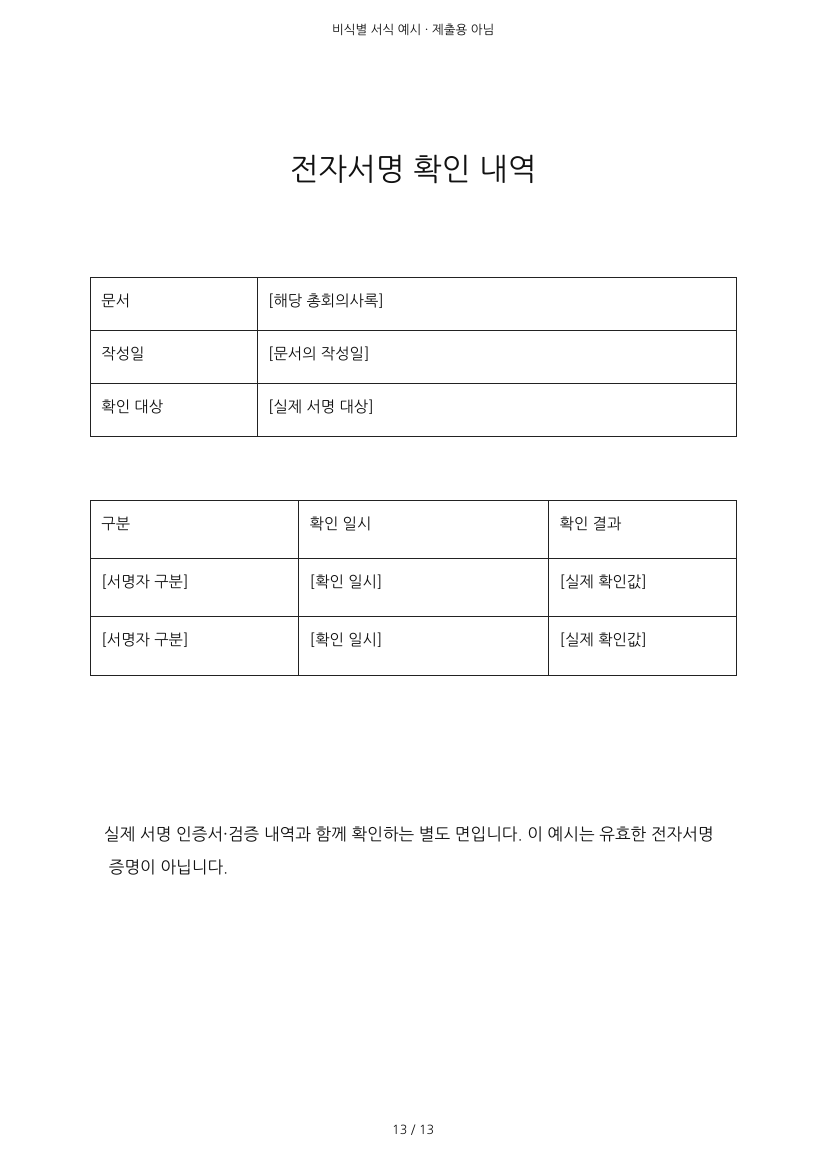 비식별 서식 예시 · 제출용 아님
전자서명 확인 내역
문서 [해당 총회의사록]
작성일 [문서의 작성일]
확인 대상 [실제 서명 대상]
구분 확인 일시 확인 결과
[서명자 구분] [확인 일시] [실제 확인값]
[서명자 구분] [확인 일시] [실제 확인값]
실제 서명 인증서·검증 내역과 함께 확인하는 별도 면입니다. 이 예시는 유효한 전자서명
증명이 아닙니다.
13 / 13